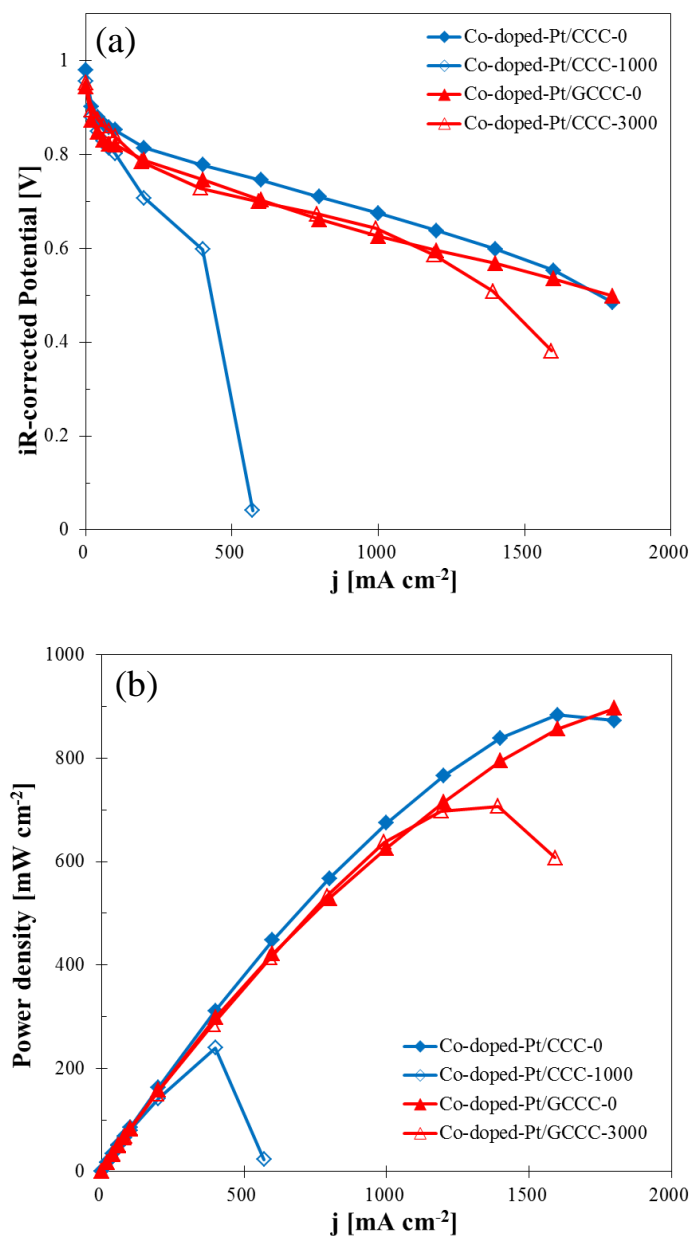 (a)
Co-doped-Pt/CCC-0
Co-doped-Pt/CCC-1000
Co-doped-Pt/GCCC-0
Co-doped-Pt/CCC-3000
1
0.8
0.6
0.4
0.2
0
iR-corrected Potential [V]
0
500
1000
1500
2000
j [mA cm-2]
(b)
1000
800
600
400
200
0
Power density [mW cm-2]
Co-doped-Pt/CCC-0
Co-doped-Pt/CCC-1000
Co-doped-Pt/GCCC-0
Co-doped-Pt/GCCC-3000
0
500
1000
1500
2000
j [mA cm-2]